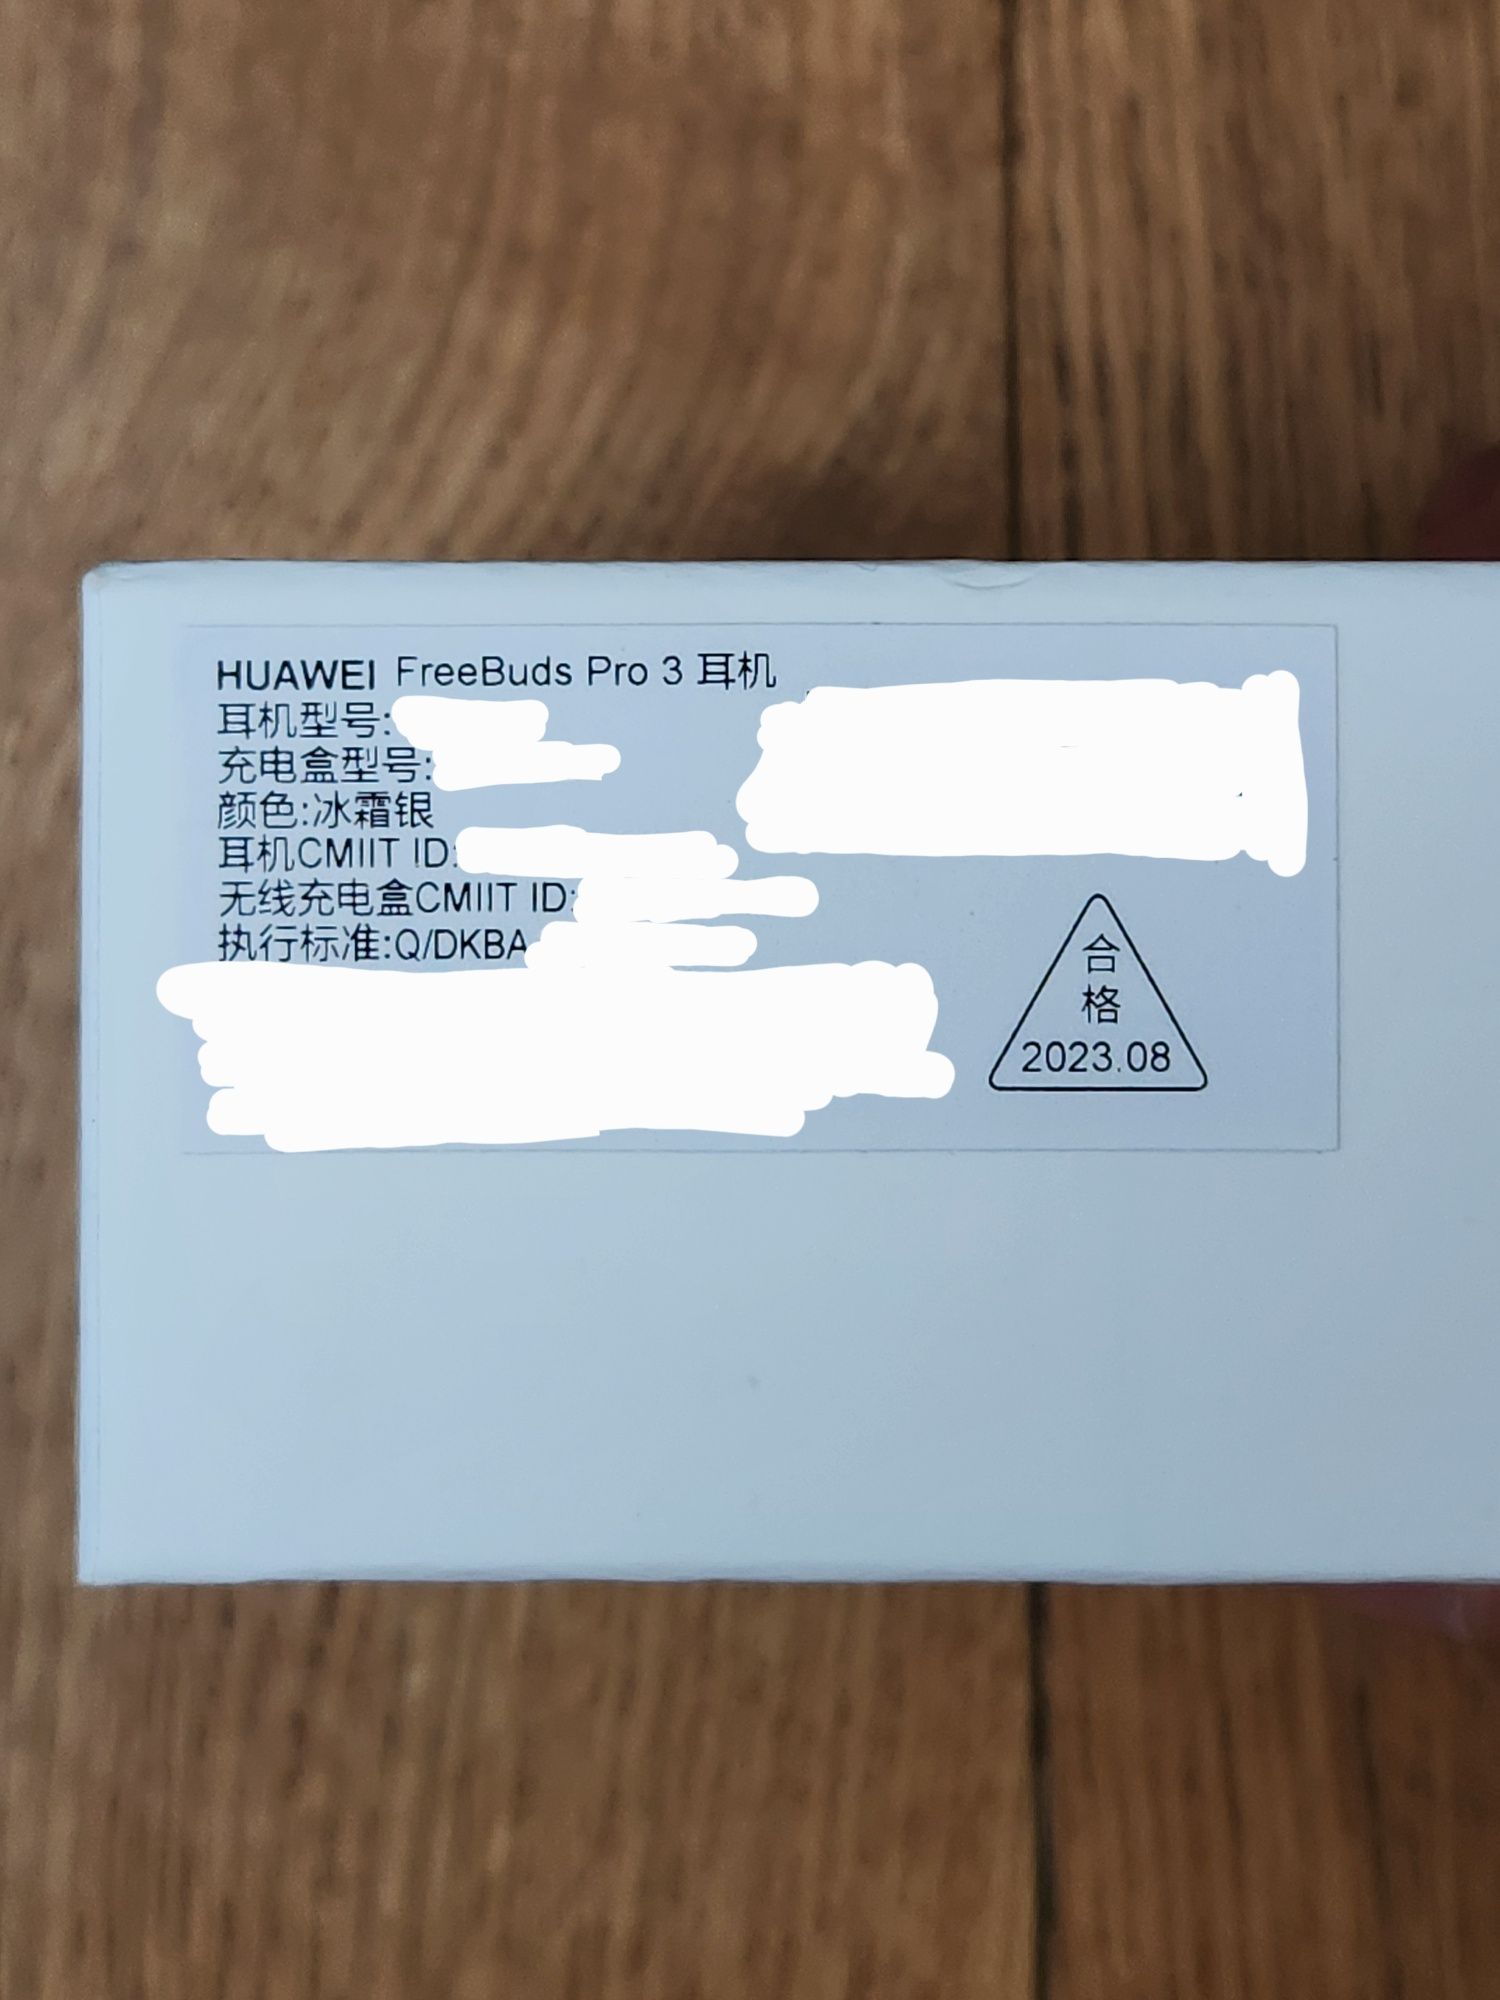 HUAWEI FreeBuds Pro 3 耳机
耳机型号:
充电盒型号:
颜色:冰霜银
耳机CMIIT ID:
无线充电盒CMIIT ID:
执行标准:Q/DKBA
合
格
2023.08